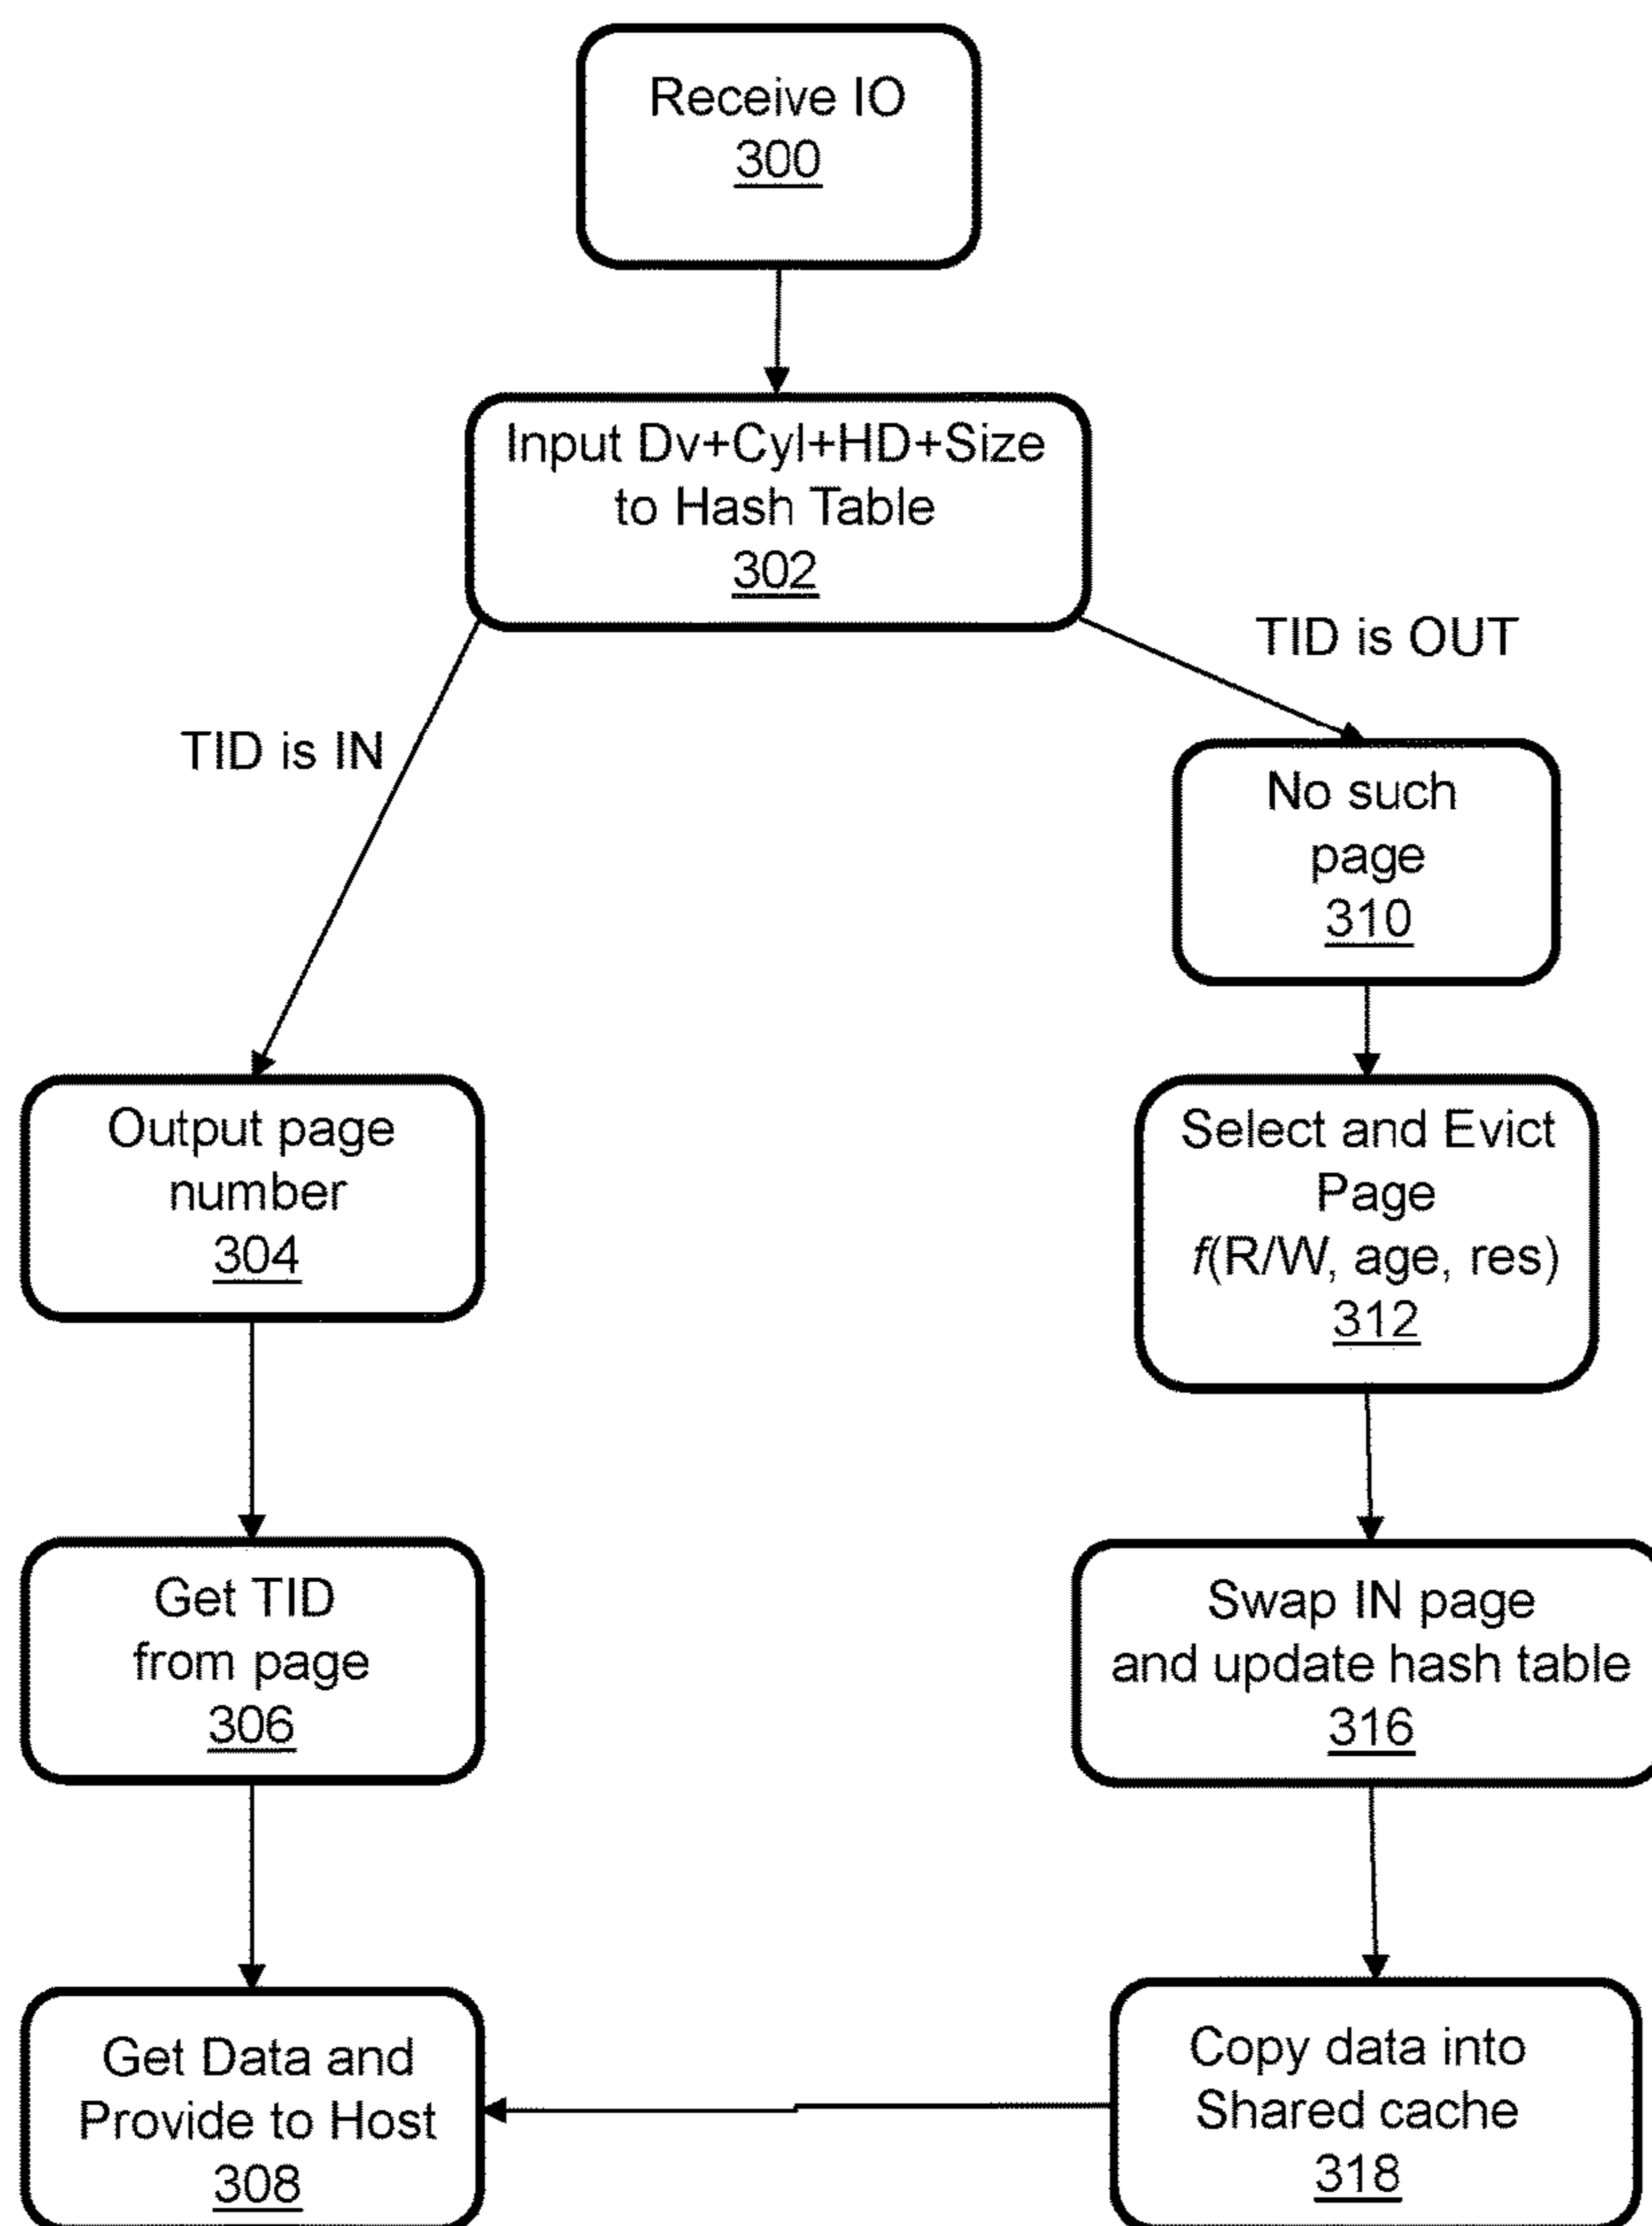 Receive IO
300
Input Dv+Cyl+HD+Size
to Hash Table
302
TID is OUT
TID is IN
No such
page
310
Output page
number
304
Select and Evict
Page
f(R/W, age, res)
312
Get TID
from page
306
Swap IN page
and update hash table
316
Get Data and
Provide to Host
308
Copy data into
Shared cache
318